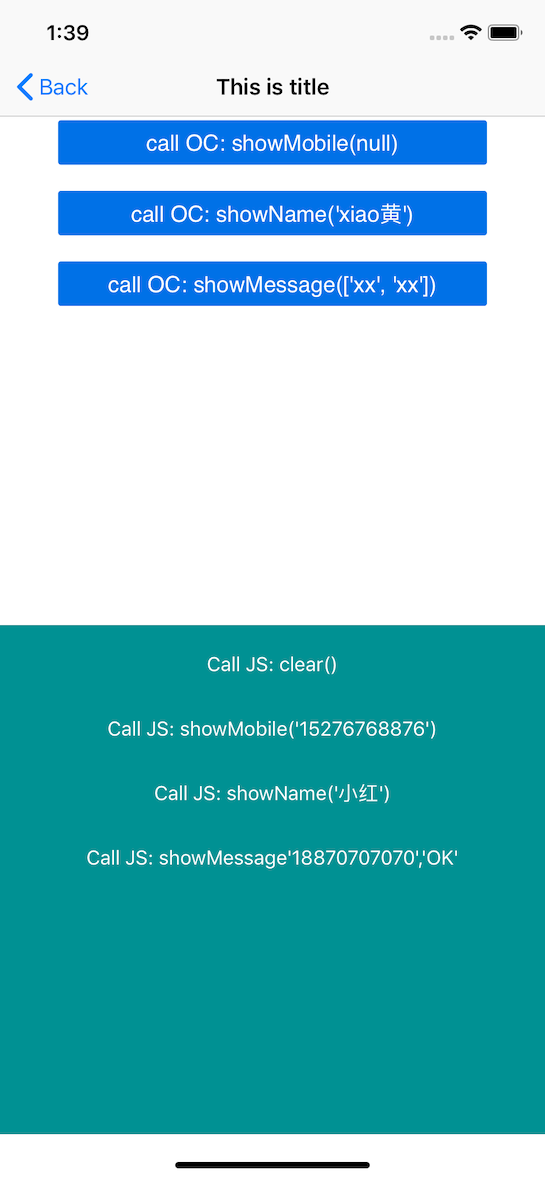 1:39
Back
This is title
call OC: showMobile(null)
call OC: showName('xiao黄')
call OC: showMessage(['xx', 'xx'])
Call JS: clear()
Call JS: showMobile('15276768876')
Call JS: showName('小红')
Call JS: showMessage'18870707070','OK'